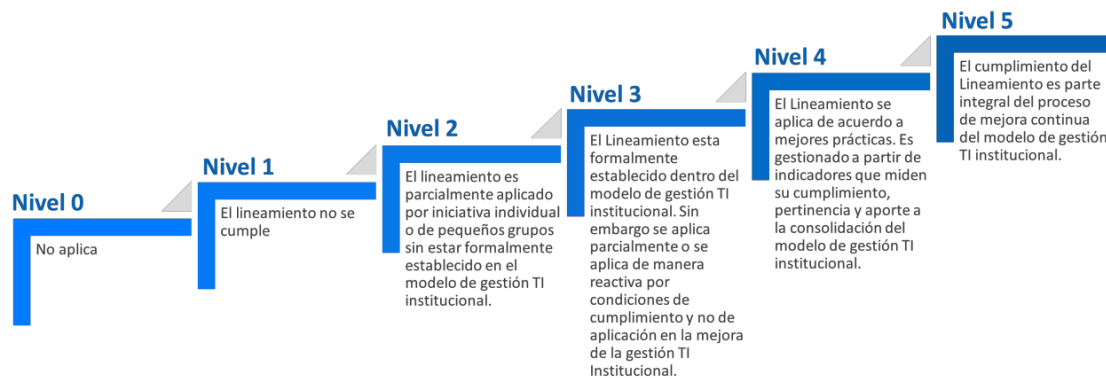 Nivel 0
No aplica
Nivel 1
El lineamiento no se
cumple
Nivel 2
El lineamiento es
parcialmente aplicado
por iniciativa individual
o de pequeños grupos
sin estar formalmente
establecido en el
modelo de gestión TI
institucional.
Nivel 3
El Lineamiento esta
formalmente
establecido dentro del
modelo de gestión TI
institucional. Sin
embargo se aplica
parcialmente o se
aplica de manera
reactiva por
condiciones de
cumplimiento y no de
aplicación en la mejora
de la gestión TI
Institucional.
Nivel 4
El Lineamiento se
aplica de acuerdo a
mejores prácticas. Es
gestionado a partir de
indicadores que miden
su cumplimiento,
pertinencia y aporte a
la consolidación del
modelo de gestión TI
institucional.
Nivel 5
El cumplimiento del
Lineamiento es parte
integral del proceso
de mejora continua
del modelo de gestión
TI institucional.